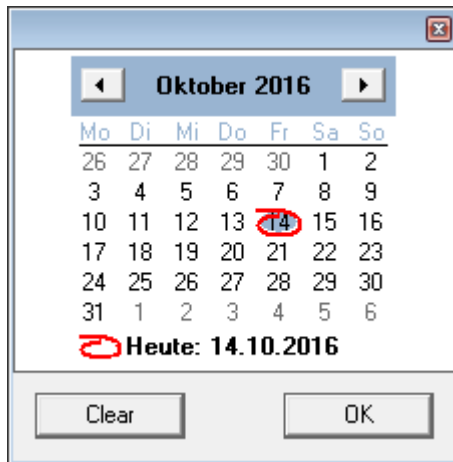 Oktober 2016
Mo Di Mi Do Fr Sa So
26 27 28 29 30 1 2
3 4 5 6 7 8 9
10 11 12 13 14 15 16
17 18 19 20 21 22 23
24 25 26 27 28 29 30
31 1 2 3 4 5 6
Heute: 14.10.2016
Clear OK